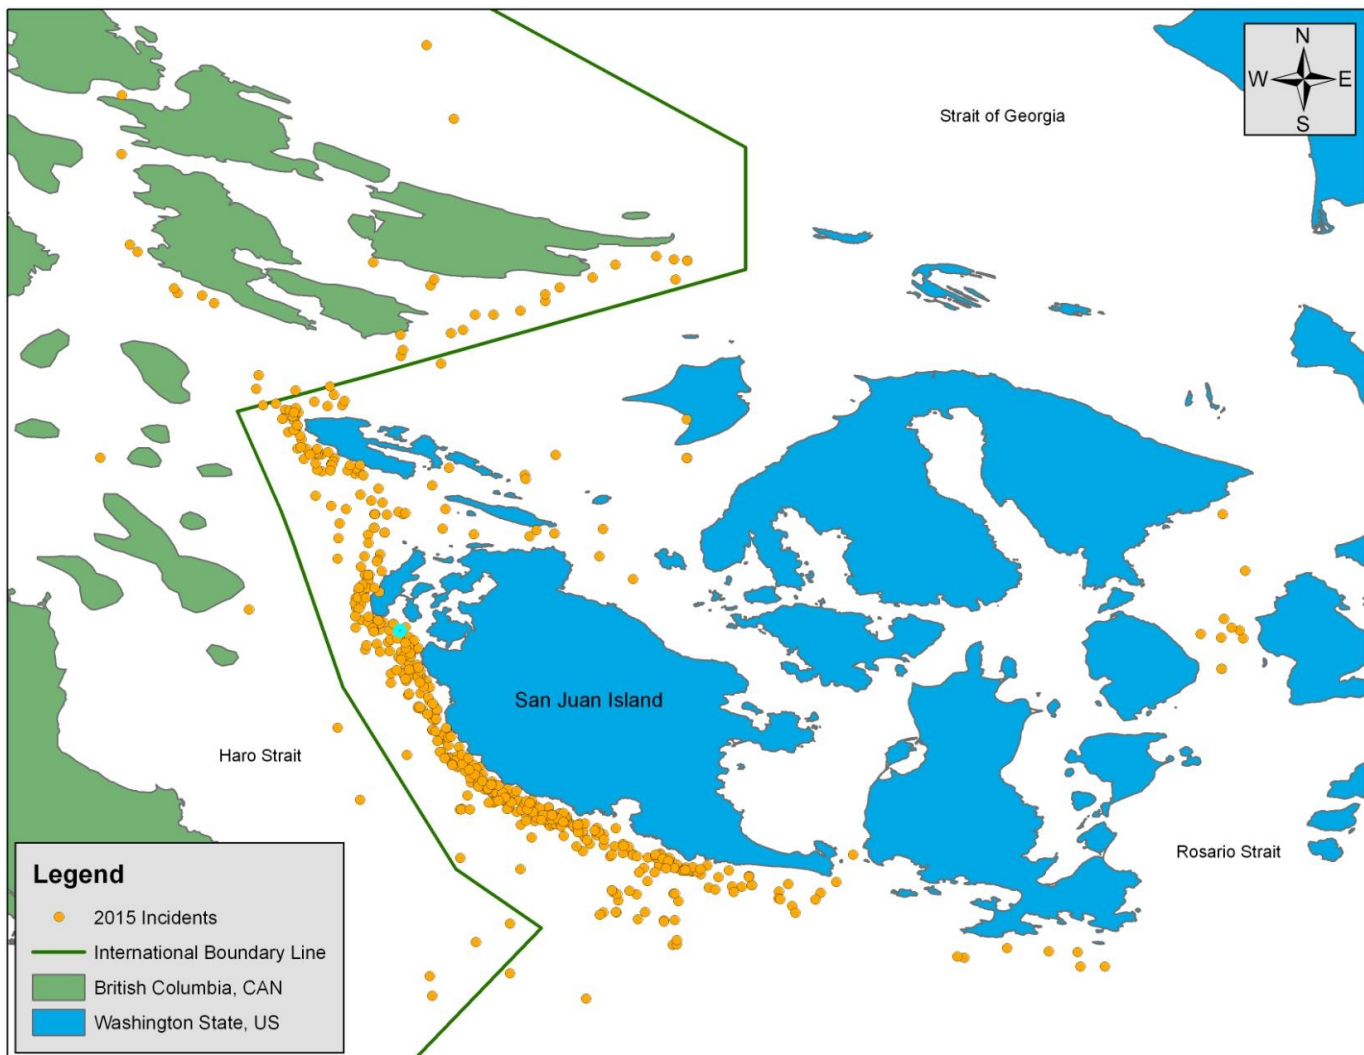 N
W E
S
Strait of Georgia
San Juan Island
Haro Strait
Rosario Strait
Legend
2015 Incidents
International Boundary Line
British Columbia, CAN
Washington State, US